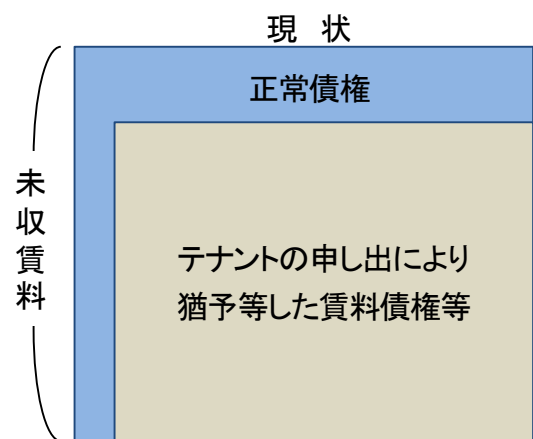 現 状
正常債権
未収賃料
テナントの申し出により
猶予等した賃料債権等